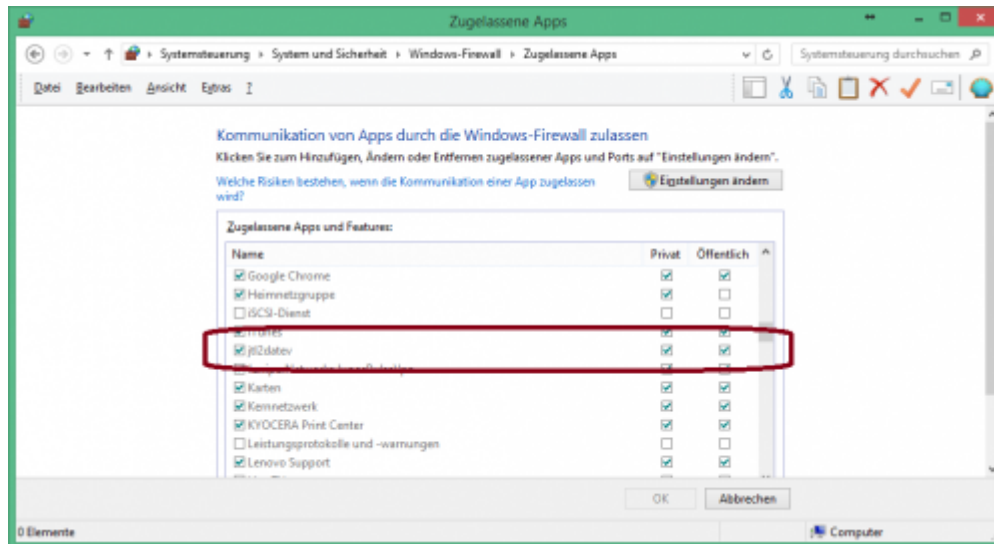 Zugelassene Apps
Systemsteuerung › System und Sicherheit › Windows-Firewall › Zugelassene Apps
Systemsteuerung durchsuchen
Datei Bearbeiten Ansicht Extras ?
Kommunikation von Apps durch die Windows-Firewall zulassen
Klicken Sie zum Hinzufügen, Ändern oder Entfernen zugelassener Apps und Ports auf "Einstellungen ändern".
Welche Risiken bestehen, wenn die Kommunikation einer App zugelassen
wird?
Einstellungen ändern
Zugelassene Apps und Features:
Name Privat Öffentlich
Google Chrome
Heimnetzgruppe
iSCSI-Dienst
iTunes
jtl2datev
Karten
Kernnetzwerk
KYOCERA Print Center
Leistungsprotokolle und -warnungen
Lenovo Support
OK Abbrechen
0 Elemente Computer